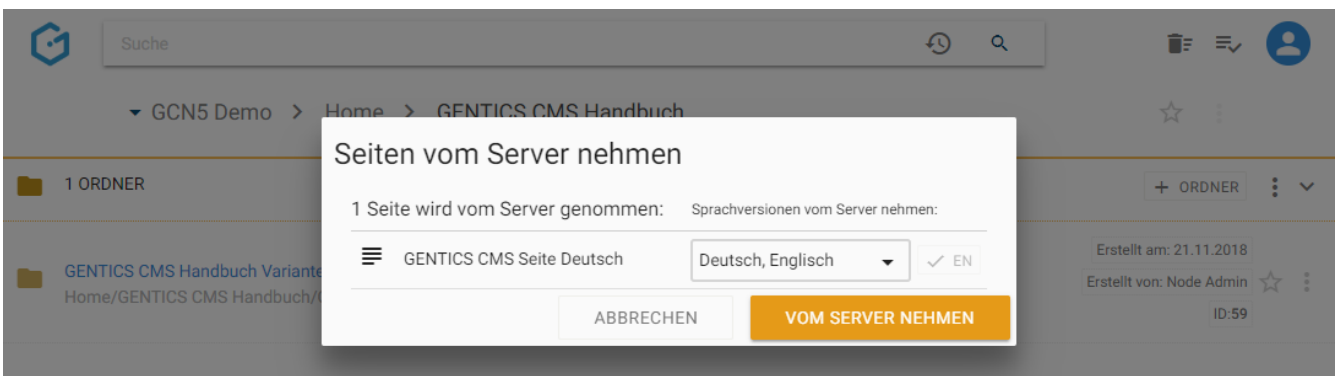 Suche
GCN5 Demo > Home > GENTICS CMS Handbuch
Seiten vom Server nehmen
1 ORDNER
+ ORDNER
1 Seite wird vom Server genommen: Sprachversionen vom Server nehmen:
GENTICS CMS Seite Deutsch Deutsch, Englisch EN
GENTICS CMS Handbuch Variante
Home/GENTICS CMS Handbuch/
Erstellt am: 21.11.2018
Erstellt von: Node Admin
ID:59
ABBRECHEN VOM SERVER NEHMEN